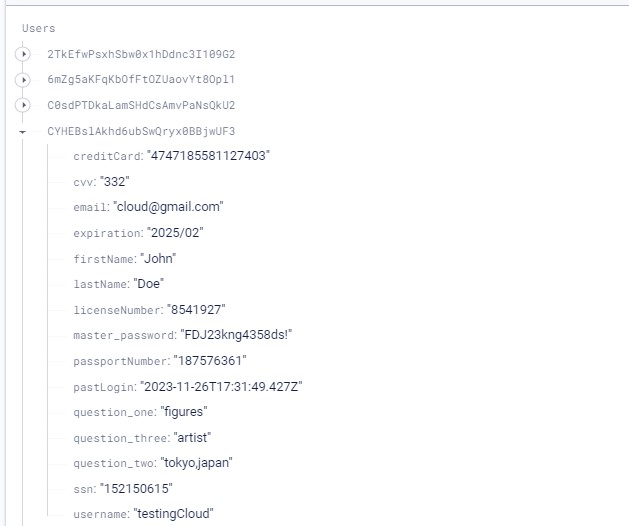 Users
2TkEfwPsxhSbw0x1hDdnc3I109G2
6mZg5aKFqKbOfFtOZUaovYt8Opl1
C0sdPTDkaLamSHdCsAmvPaNsQkU2
CYHEBslAkhd6ubSwQryx0BBjwUF3
creditCard: "4747185581127403"
cvv: "332"
email: "cloud@gmail.com"
expiration: "2025/02"
firstName: "John"
lastName: "Doe"
licenseNumber: "8541927"
master_password: "FDJ23kng4358ds!"
passportNumber: "187576361"
pastLogin: "2023-11-26T17:31:49.427Z"
question_one: "figures"
question_three: "artist"
question_two: "tokyo,japan"
ssn: "152150615"
username: "testingCloud"